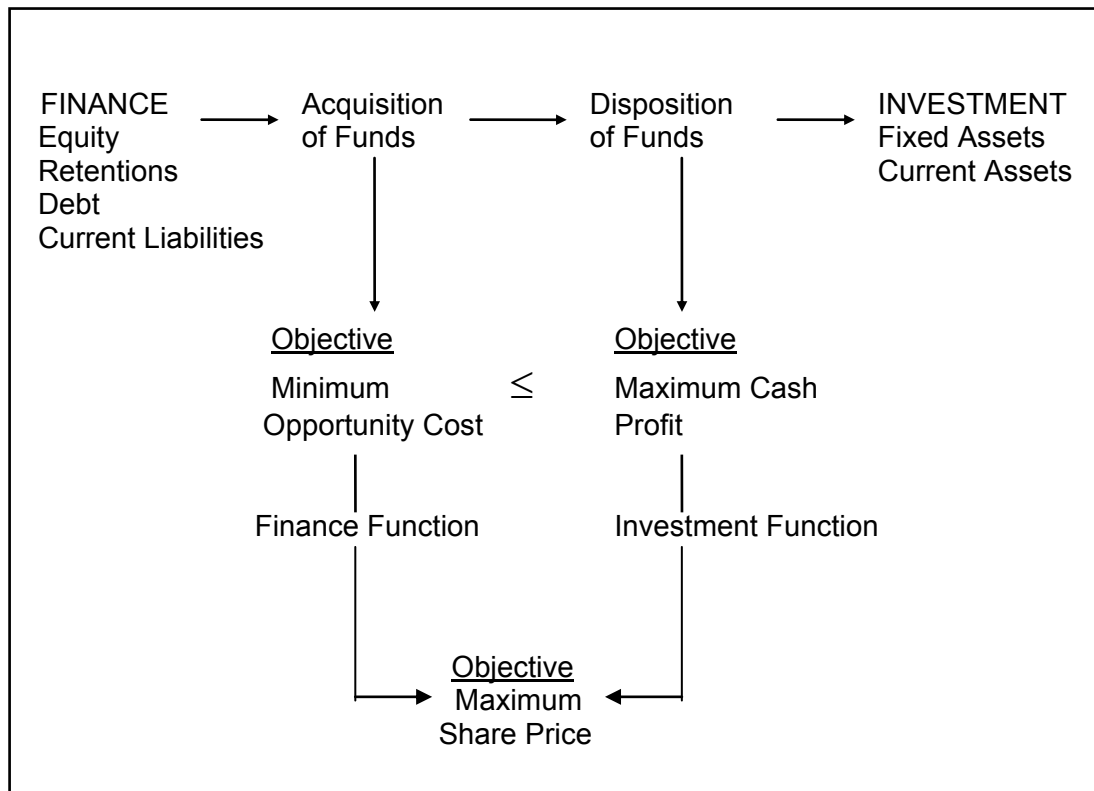 FINANCE
Equity
Retentions
Debt
Current Liabilities
Acquisition
of Funds
Disposition
of Funds
INVESTMENT
Fixed Assets
Current Assets
Objective
Minimum
Opportunity Cost
≤
Objective
Maximum Cash
Profit
Finance Function
Investment Function
Objective
Maximum
Share Price